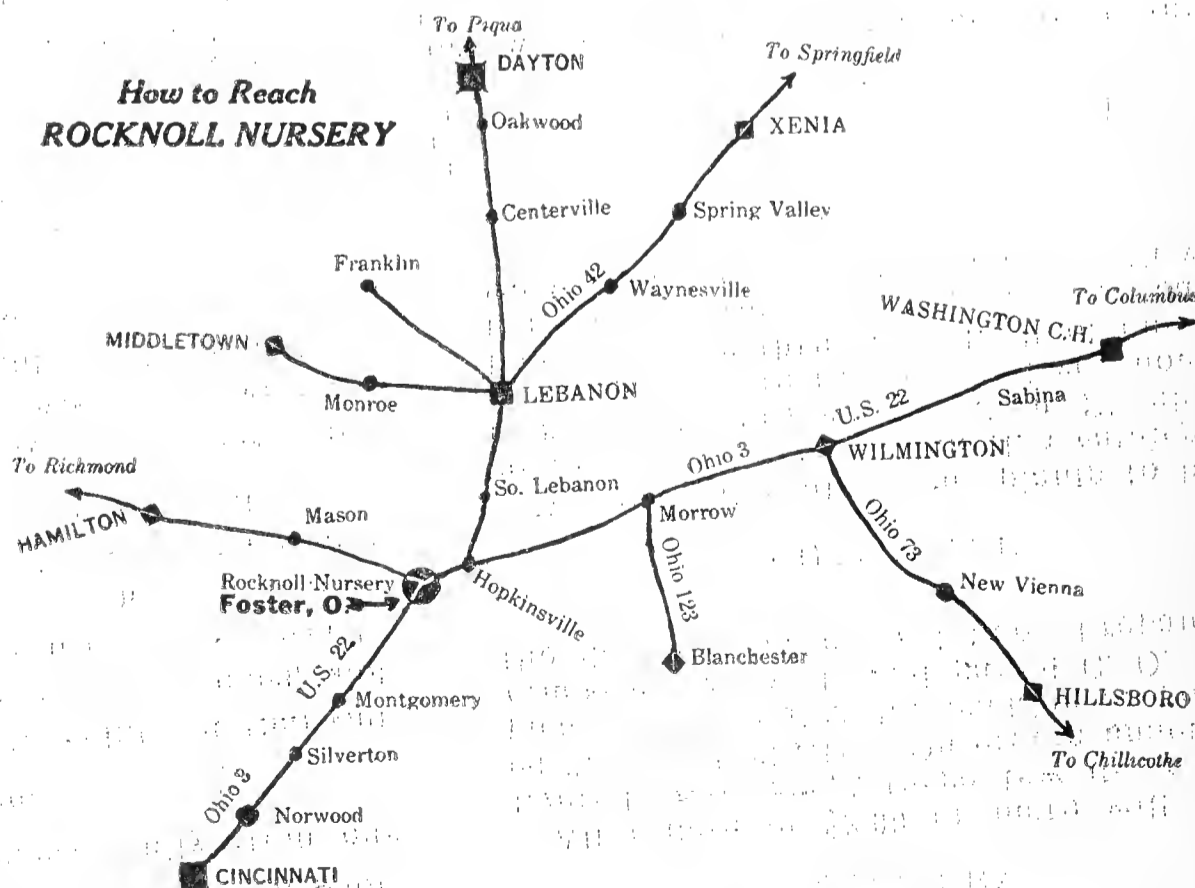 To Piqua
How to Reach
ROCKNOLL NURSERY
DAYTON
To Springfield
Oakwood
XENIA
Centerville
Spring Valley
Franklin
Ohio 42
Waynesville
To Columbus
WASHINGTON C.H.
MIDDLETOWN
Monroe
LEBANON
U.S. 22
Sabina
To Richmond
HAMILTON
Mason
So. Lebanon
Ohio 3
WILMINGTON
Morrow
Ohio 73
Rocknoll Nursery
Foster, O.
Hopkinsville
Ohio 123
New Vienna
U.S. 22
Montgomery
Blanchester
HILLSBORO
Silverton
To Chillicothe
Ohio 3
Norwood
CINCINNATI